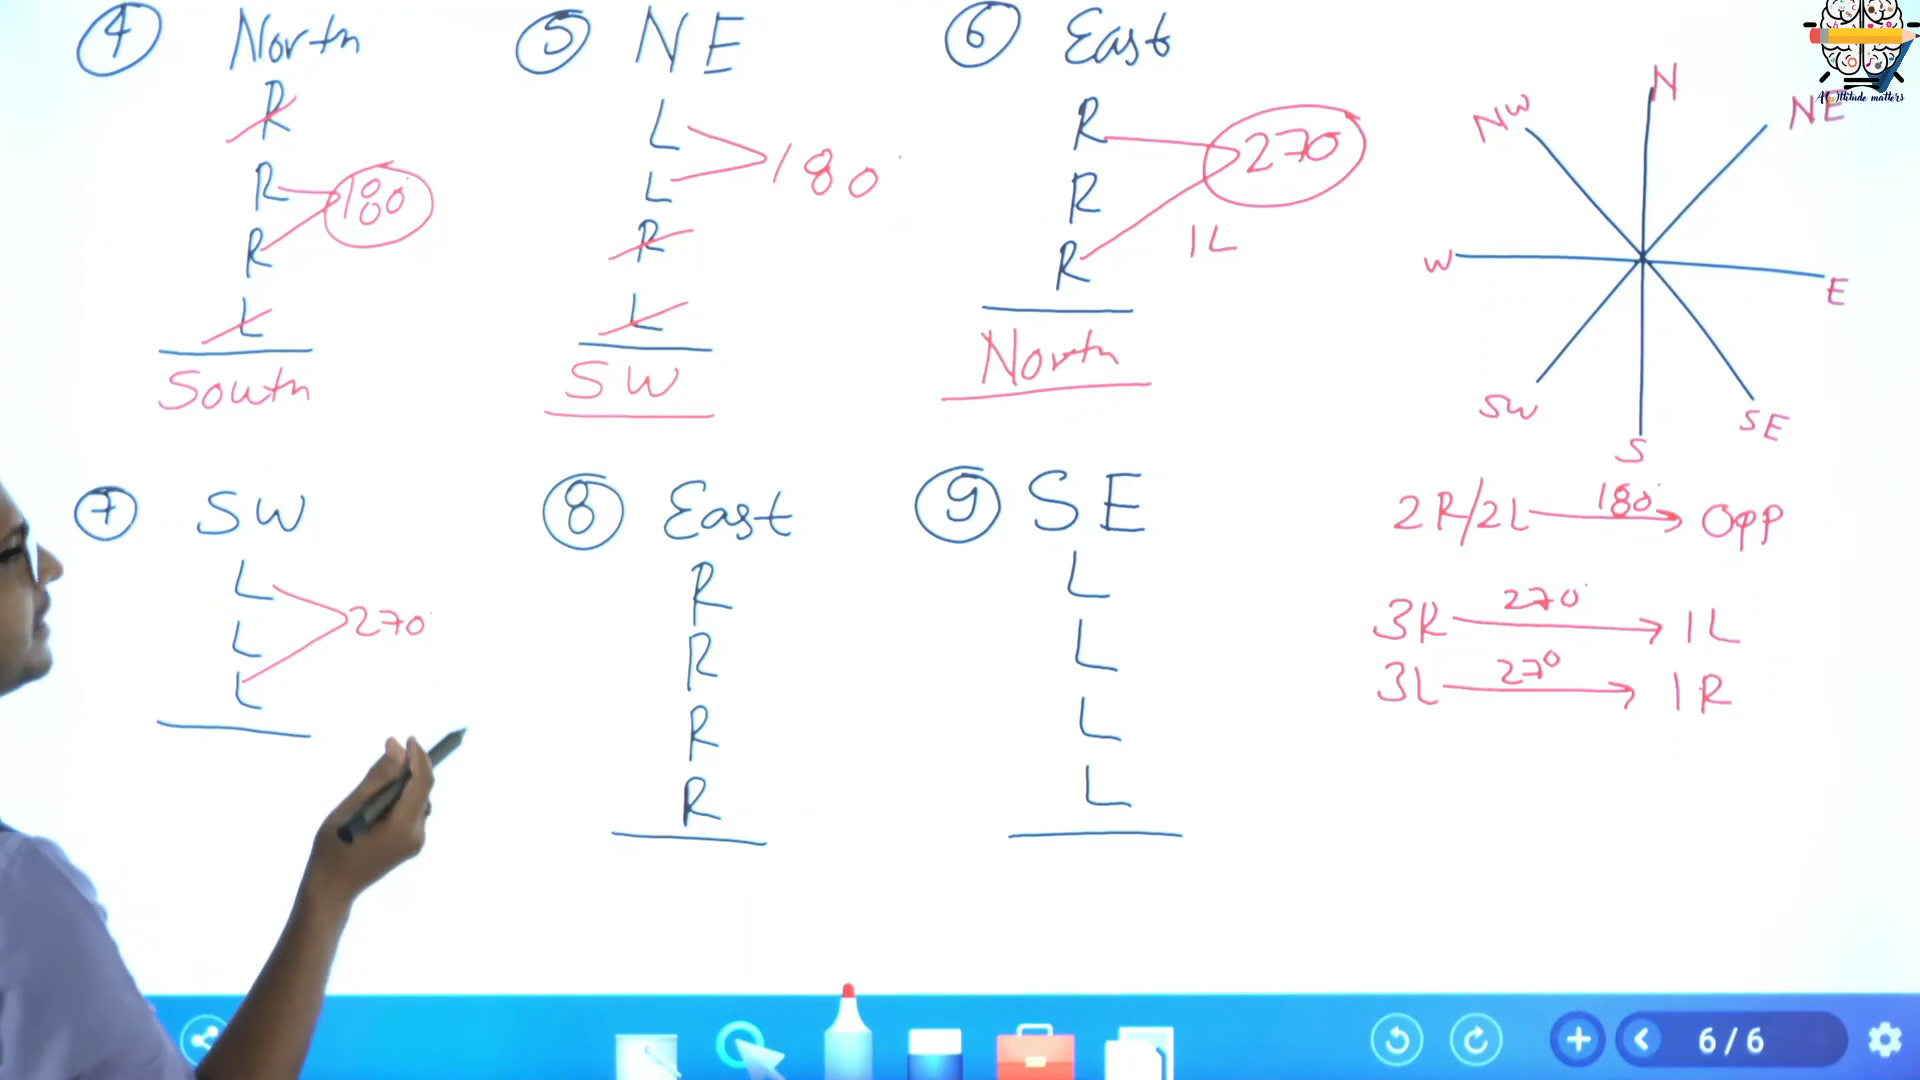 4 North
R
R 180
R
L
South
5 NE
L
L 180
R
L
SW
6 East
R 270
R
R 1L
North
N
NW NE
W E
SW SE
S
2R/2L 180° Opp
3R 270° 1L
3L 270 1R
7 SW
L
L 270°
L
8 East
R
R
R
R
9 SE
L
L
L
L
6 / 6